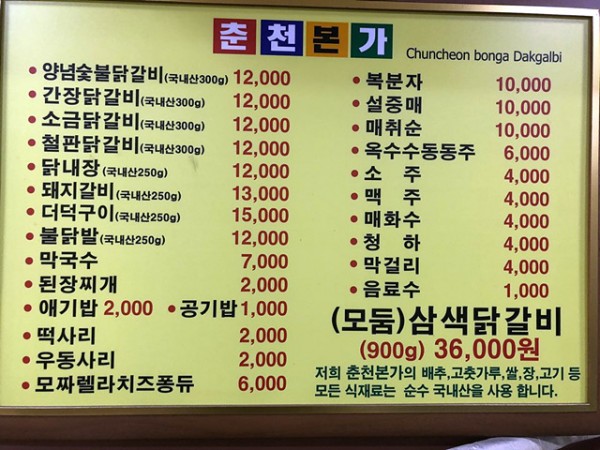 춘천본가
Chuncheon bonga Dakgalbi
• 양념숯불닭갈비(국내산300g) 12,000
• 간장닭갈비(국내산300g) 12,000
• 소금닭갈비(국내산300g) 12,000
• 철판닭갈비(국내산300g) 12,000
• 닭내장(국내산250g) 12,000
• 돼지갈비(국내산250g) 13,000
• 더덕구이(국내산250g) 15,000
• 불닭발(국내산250g) 12,000
• 막국수 7,000
• 된장찌개 2,000
• 애기밥 2,000 • 공기밥 1,000
• 떡사리 2,000
• 우동사리 2,000
• 모짜렐라치즈퐁듀 6,000
• 복분자 10,000
• 설중매 10,000
• 매취순 10,000
• 옥수수동동주 6,000
• 소 주 4,000
• 맥 주 4,000
• 매화수 4,000
• 청 하 4,000
• 막걸리 4,000
• 음료수 1,000
(모둠)삼색닭갈비
(900g) 36,000원
저희 춘천본가의 배추,고춧가루,쌀,장,고기 등
모든 식재료는 순수 국내산을 사용 합니다.